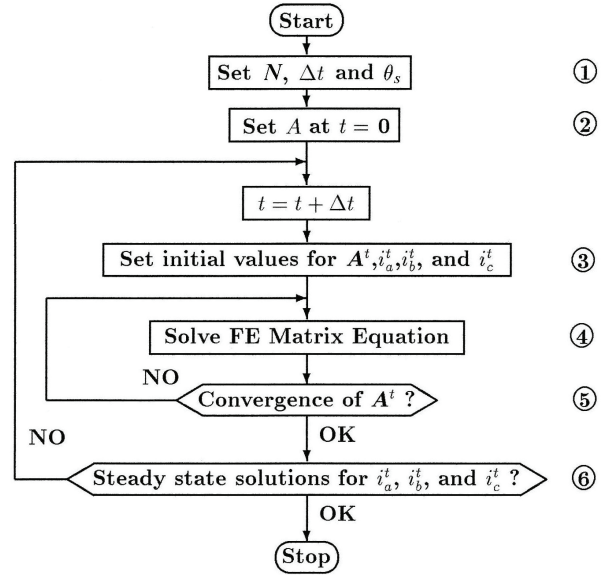 Start
Set N, Δt and θ_s ①
Set A at t = 0 ②
t = t + Δt
Set initial values for A^t,i_a^t,i_b^t, and i_c^t ③
Solve FE Matrix Equation ④
NO
Convergence of A^t ? ⑤
OK
NO
Steady state solutions for i_a^t, i_b^t, and i_c^t ? ⑥
OK
Stop